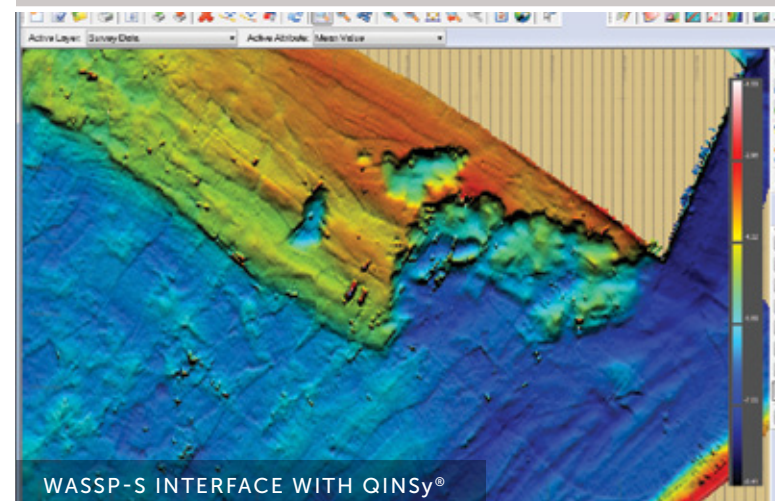 Active Layer: Survey Data Active Attribute: Mean Value
WASSP-S INTERFACE WITH QINSy®